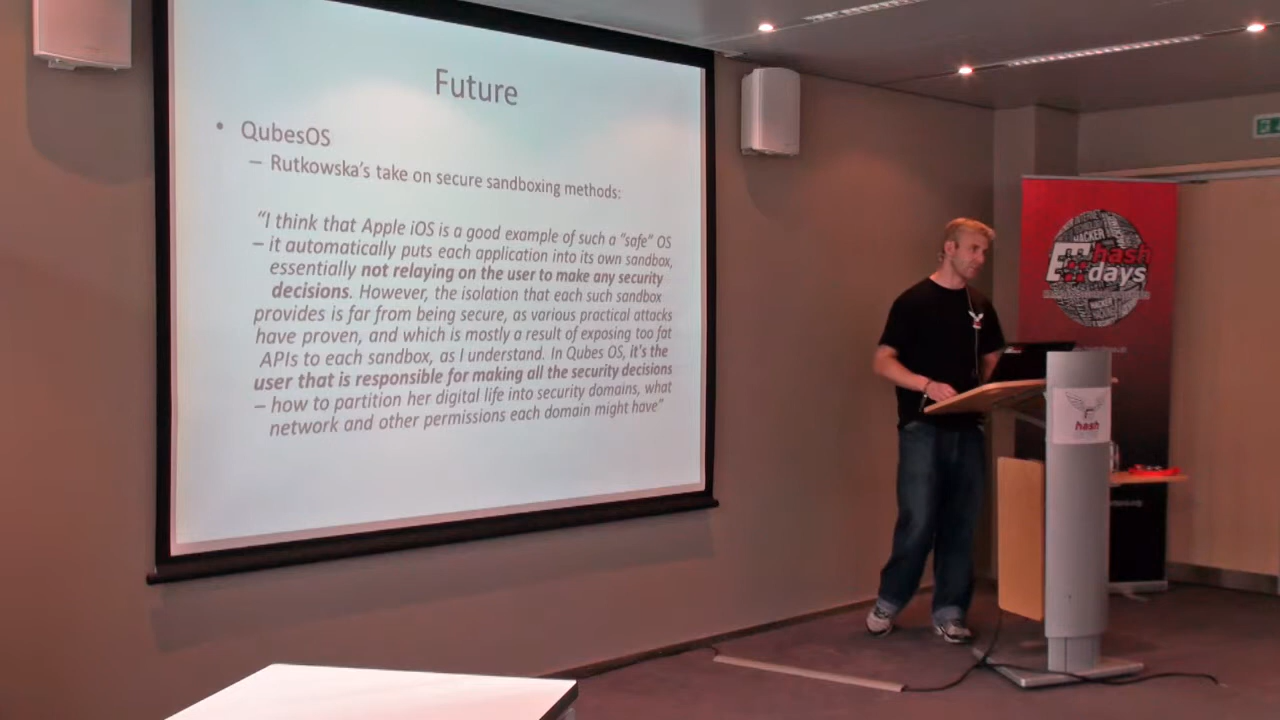 Future
• QubesOS
– Rutkowska's take on secure sandboxing methods:
“I think that Apple iOS is a good example of such a “safe” OS
– it automatically puts each application into its own sandbox,
essentially not relaying on the user to make any security
decisions. However, the isolation that each such sandbox
provides is far from being secure, as various practical attacks
have proven, and which is mostly a result of exposing too fat
APIs to each sandbox, as I understand. In Qubes OS, it's the
user that is responsible for making all the security decisions
– how to partition her digital life into security domains, what
network and other permissions each domain might have”
HACKER
#hash
days
HACKER
hash